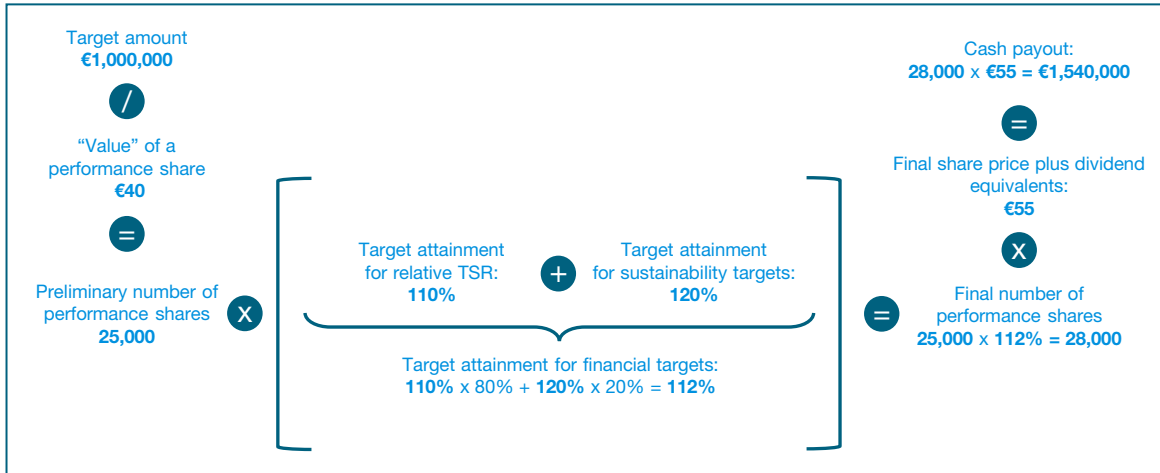 Target amount
€1,000,000
/
“Value” of a
performance share
€40
=
Preliminary number of
performance shares
25,000
x
Target attainment
for relative TSR:
110%
+
Target attainment
for sustainability targets:
120%
Target attainment for financial targets:
110% x 80% + 120% x 20% = 112%
=
Cash payout:
28,000 x €55 = €1,540,000
=
Final share price plus dividend
equivalents:
€55
x
Final number of
performance shares
25,000 x 112% = 28,000